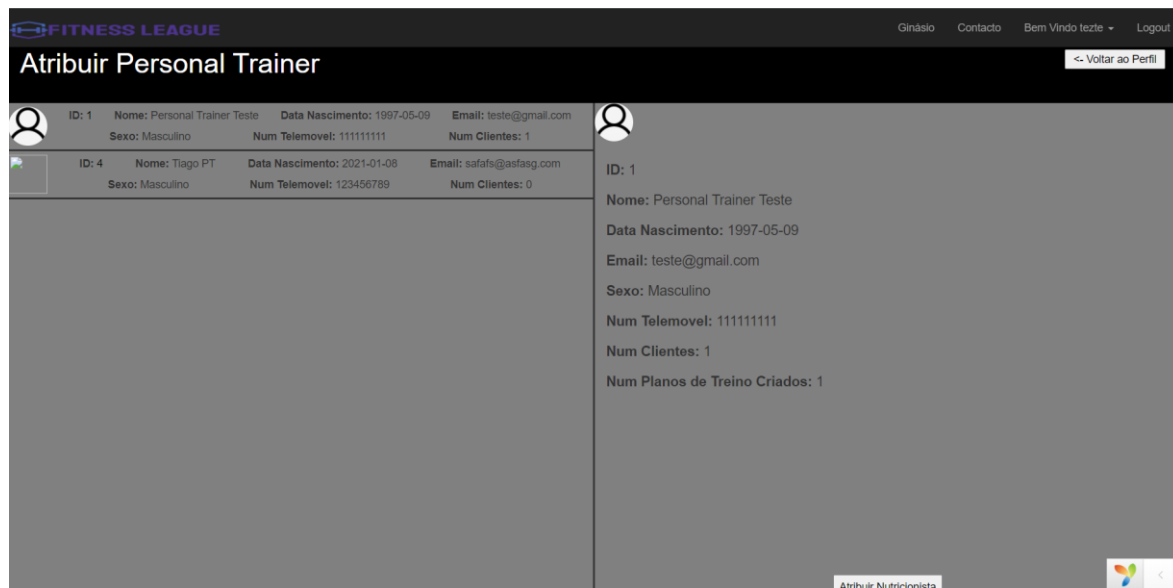 FITNESS LEAGUE
Ginásio Contacto Bem Vindo tezte Logout
Atribuir Personal Trainer
<- Voltar ao Perfil
ID: 1 Nome: Personal Trainer Teste Data Nascimento: 1997-05-09 Email: teste@gmail.com
Sexo: Masculino Num Telemovel: 111111111 Num Clientes: 1
ID: 4 Nome: Tiago PT Data Nascimento: 2021-01-08 Email: safafs@asfasg.com
Sexo: Masculino Num Telemovel: 123456789 Num Clientes: 0
ID: 1
Nome: Personal Trainer Teste
Data Nascimento: 1997-05-09
Email: teste@gmail.com
Sexo: Masculino
Num Telemovel: 111111111
Num Clientes: 1
Num Planos de Treino Criados: 1
Atribuir Nutricionista